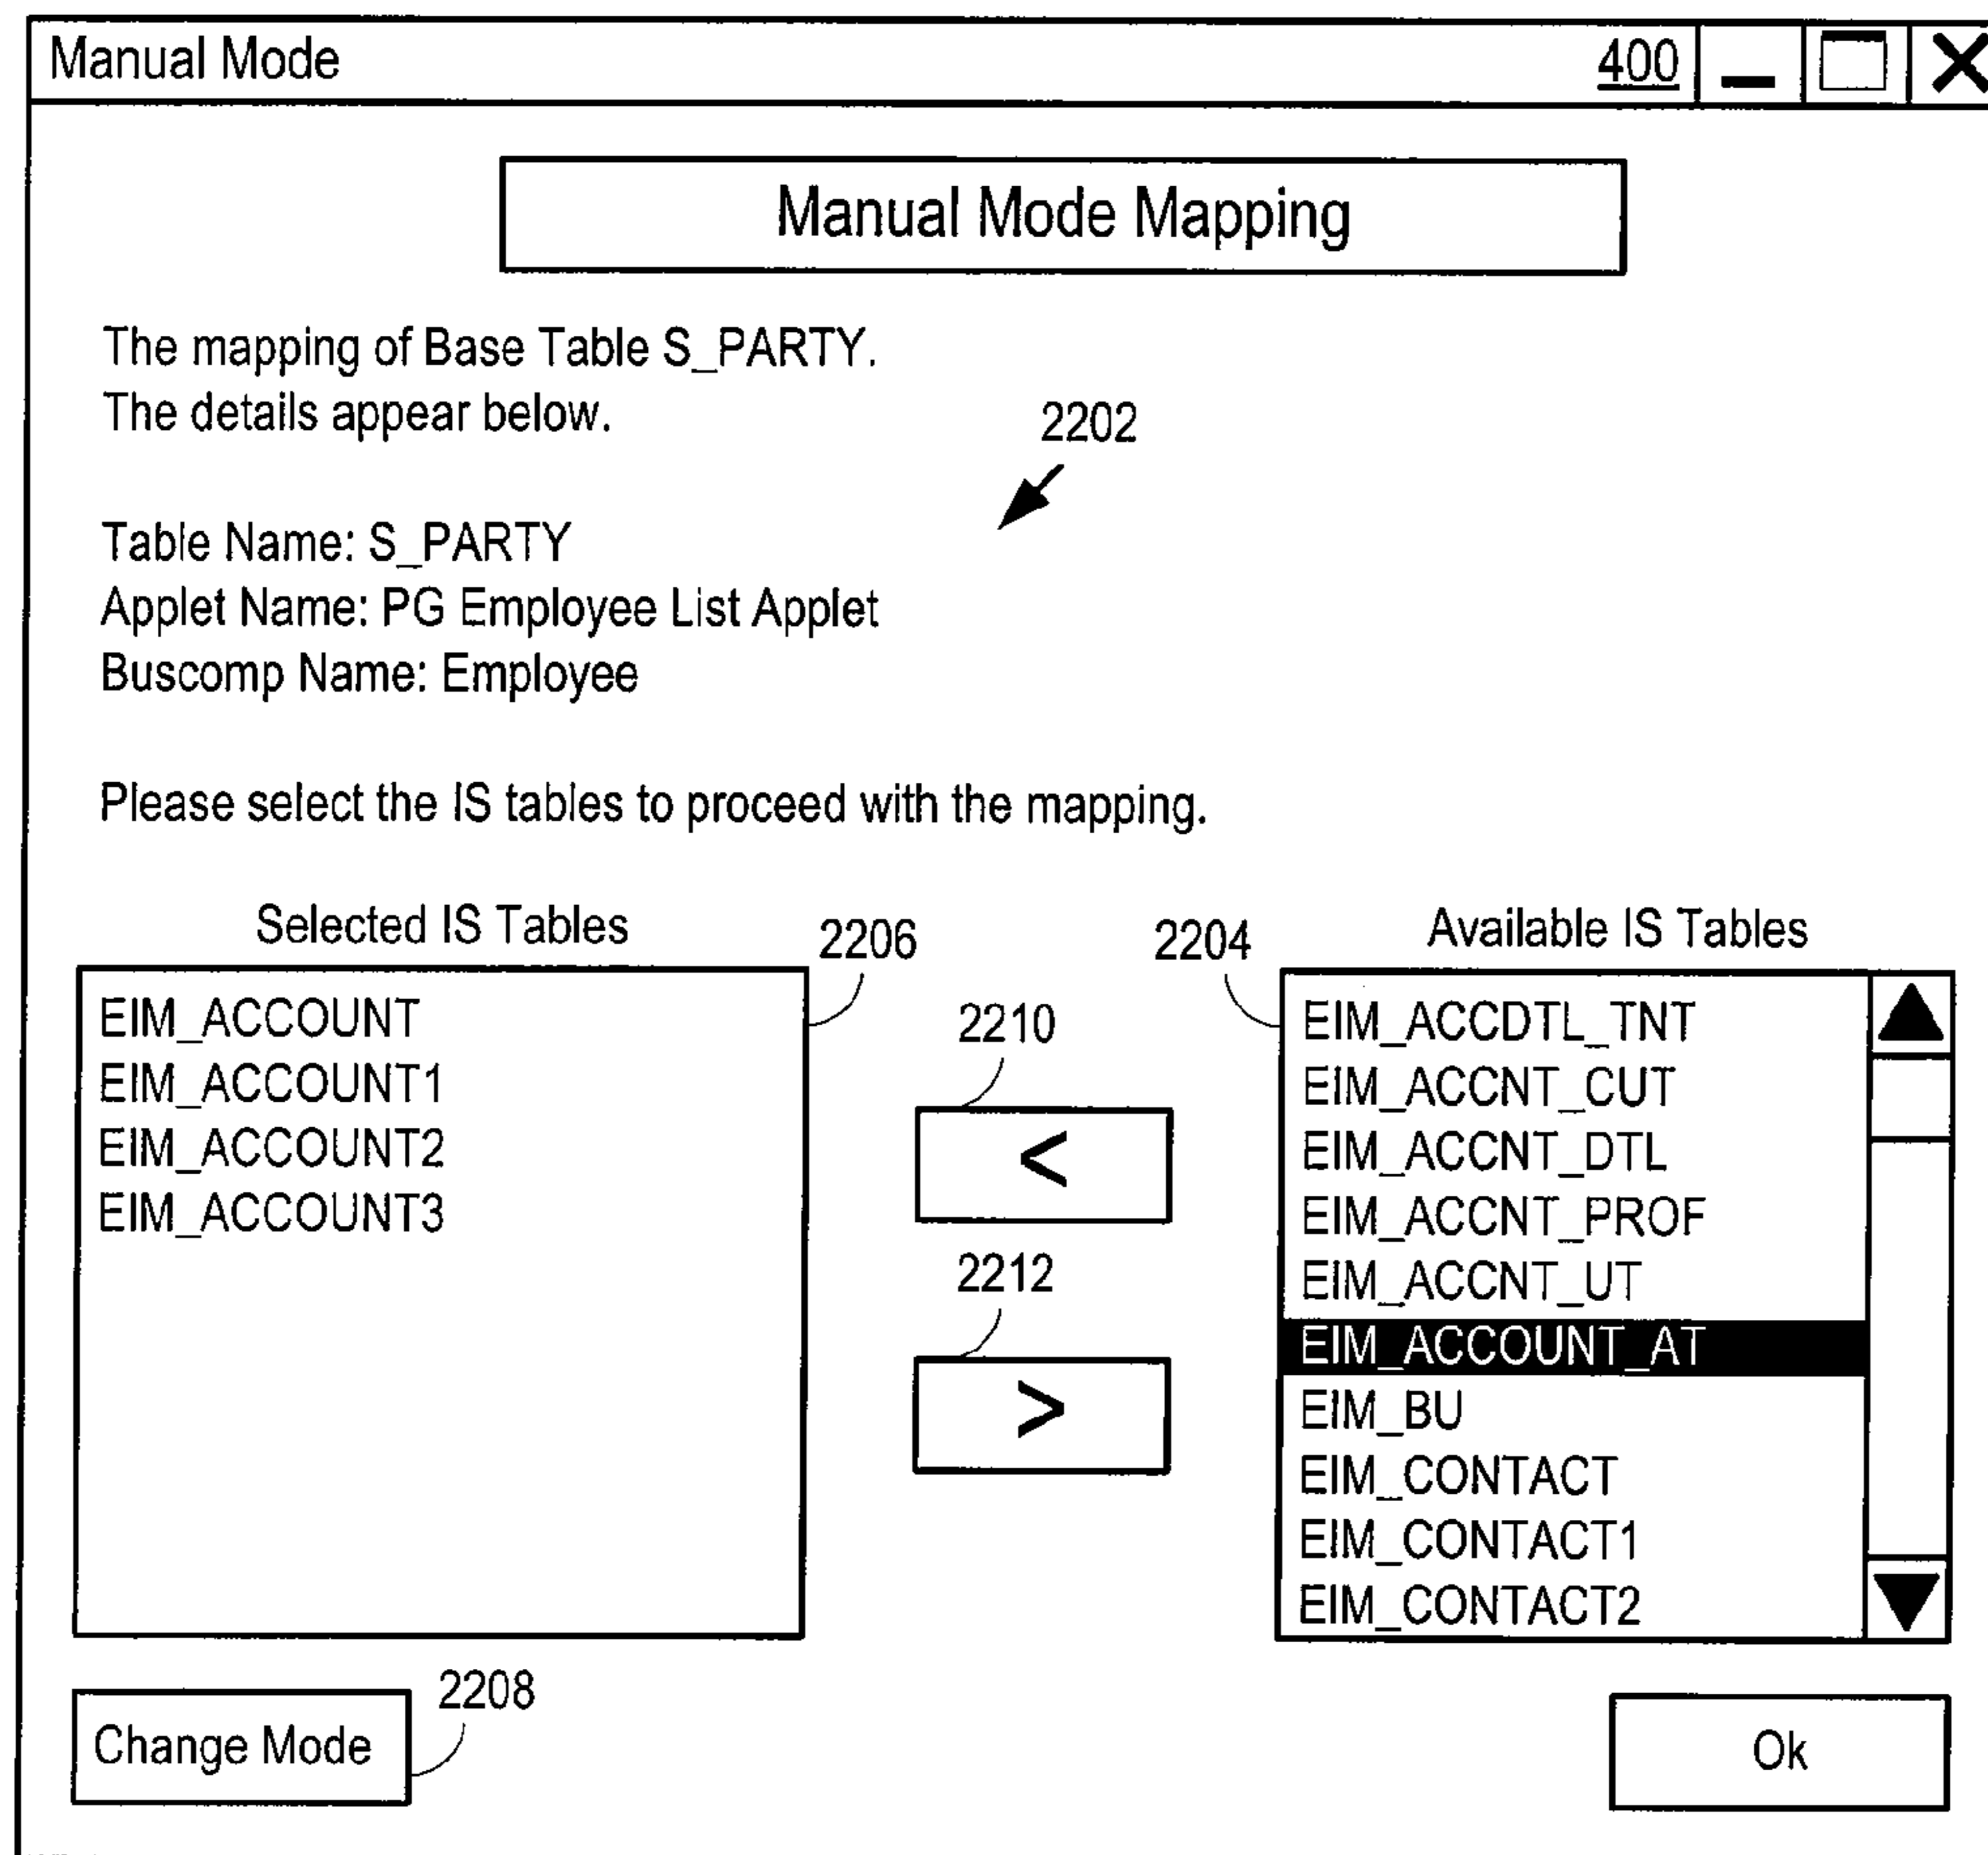 Manual Mode 400
Manual Mode Mapping
The mapping of Base Table S_PARTY.
The details appear below.
2202
Table Name: S_PARTY
Applet Name: PG Employee List Applet
Buscomp Name: Employee
Please select the IS tables to proceed with the mapping.
Selected IS Tables
2206
EIM_ACCOUNT
EIM_ACCOUNT1
EIM_ACCOUNT2
EIM_ACCOUNT3
2210
<
2212
>
2204
Available IS Tables
EIM_ACCDTL_TNT
EIM_ACCNT_CUT
EIM_ACCNT_DTL
EIM_ACCNT_PROF
EIM_ACCNT_UT
EIM_ACCOUNT_AT
EIM_BU
EIM_CONTACT
EIM_CONTACT1
EIM_CONTACT2
Change Mode
2208
Ok